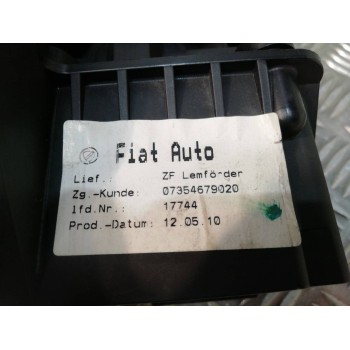 Fiat Auto
Lief.: ZF Lemförder
Zg.-Kunde: 07354679020
lfd.Nr.: 17744
Prod.-Datum: 12.05.10